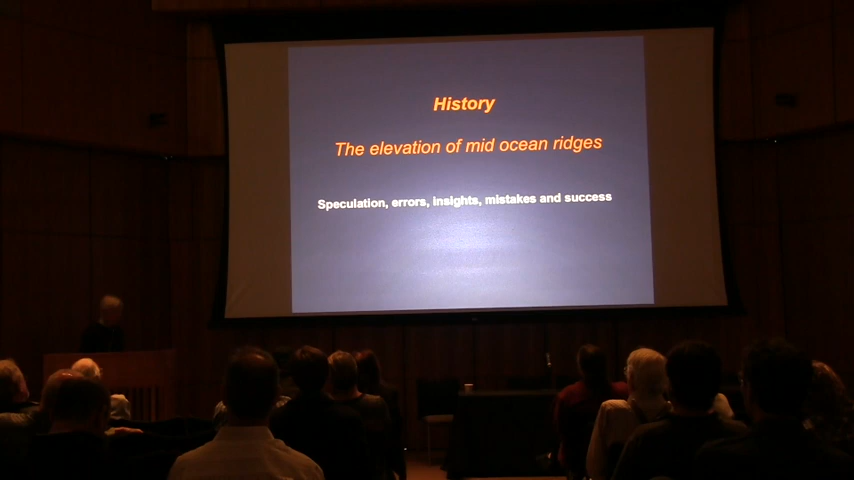 History
The elevation of mid ocean ridges
Speculation, errors, insights, mistakes and success